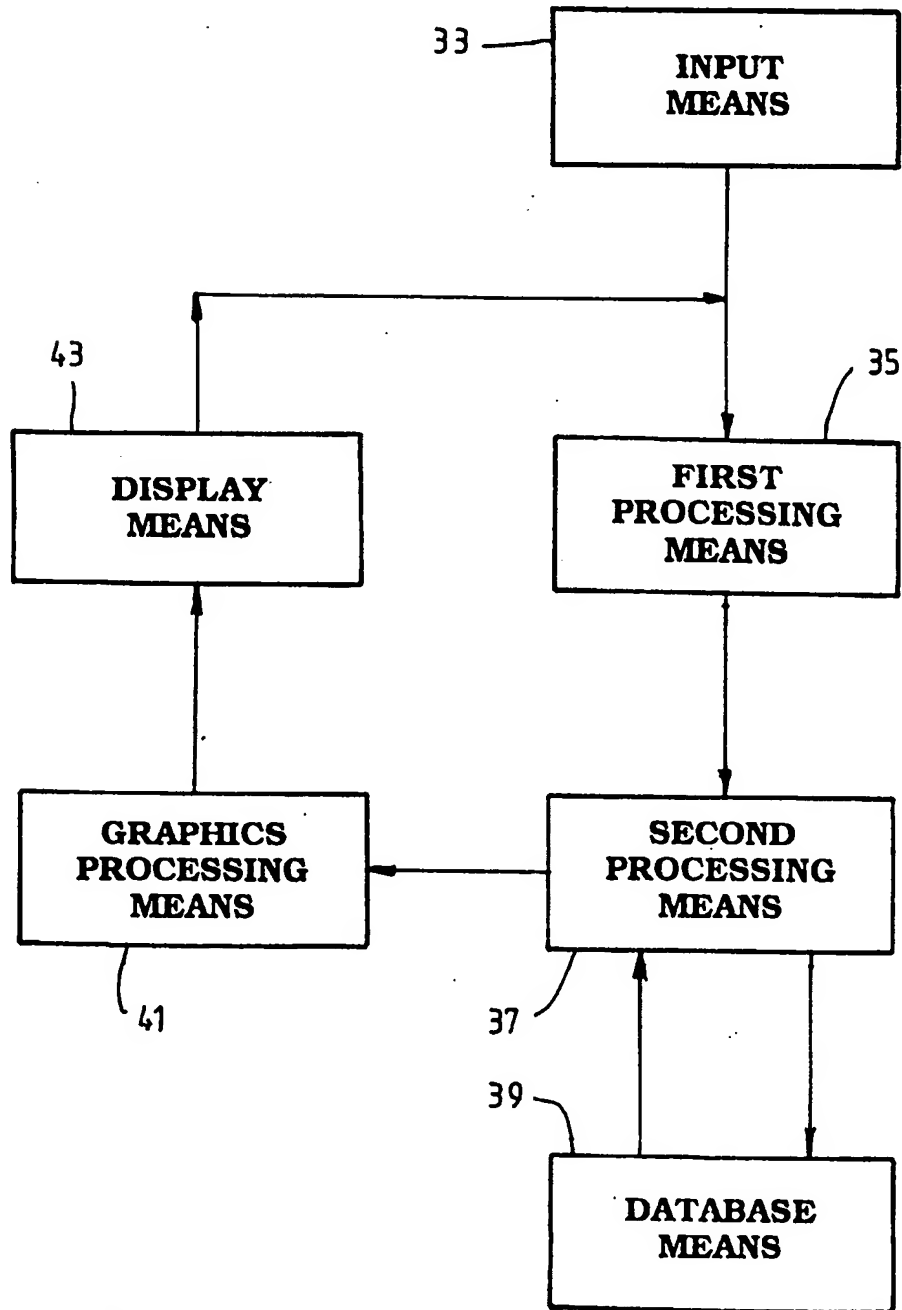 33
INPUT
MEANS
43
35
DISPLAY
MEANS
FIRST
PROCESSING
MEANS
GRAPHICS
PROCESSING
MEANS
SECOND
PROCESSING
MEANS
41
37
39
DATABASE
MEANS